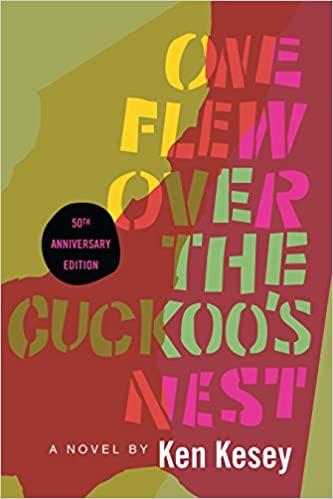 ONE
FLEW
OVER
THE
CUCKOO'S
NEST
50TH
ANNIVERSARY
EDITION
A NOVEL BY Ken Kesey